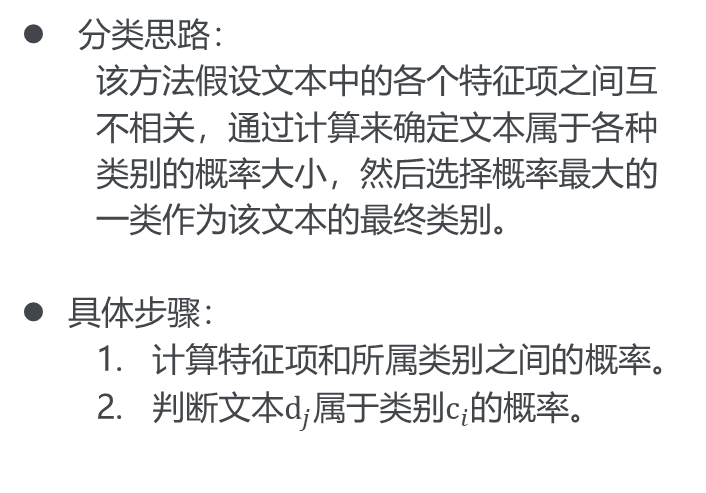 ● 分类思路：
该方法假设文本中的各个特征项之间互
不相关，通过计算来确定文本属于各种
类别的概率大小，然后选择概率最大的
一类作为该文本的最终类别。
● 具体步骤：
1. 计算特征项和所属类别之间的概率。
2. 判断文本d_j属于类别c_i的概率。